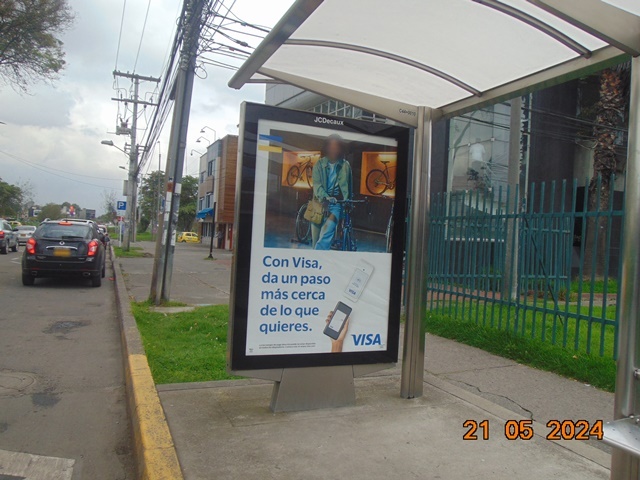 JCDecaux
Con Visa,
da un paso
más cerca
de lo que
quieres.
VISA
P
21 05 2024